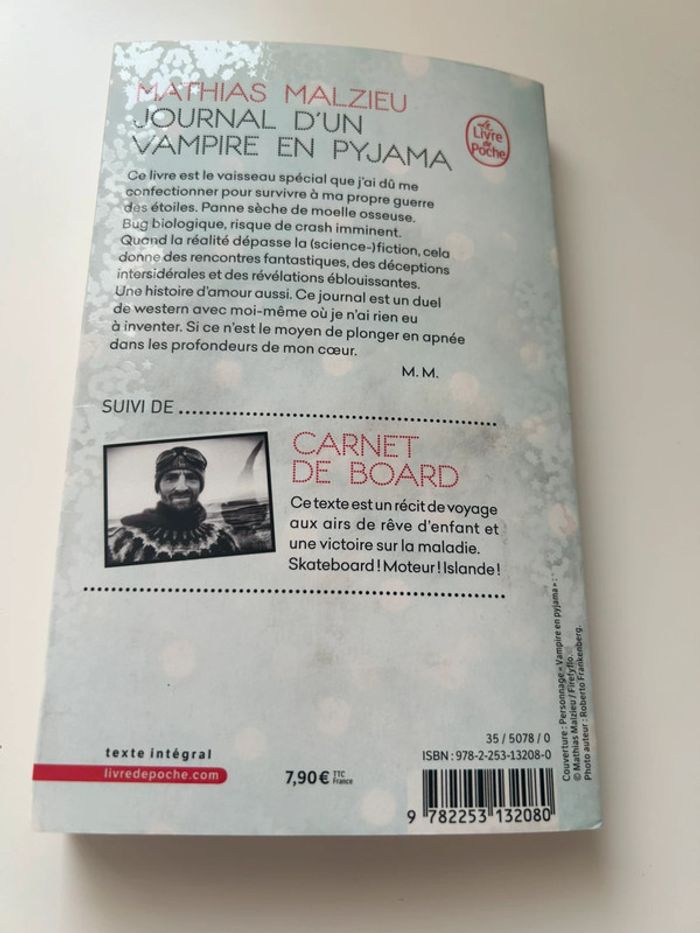 MATHIAS MALZIEU
JOURNAL D'UN
VAMPIRE EN PYJAMA
Le
Livre
de
Poche
Ce livre est le vaisseau spécial que j'ai dû me
confectionner pour survivre à ma propre guerre
des étoiles. Panne sèche de moelle osseuse.
Bug biologique, risque de crash imminent.
Quand la réalité dépasse la (science-)fiction, cela
donne des rencontres fantastiques, des déceptions
intersidérales et des révélations éblouissantes.
Une histoire d'amour aussi. Ce journal est un duel
de western avec moi-même où je n'ai rien eu
à inventer. Si ce n'est le moyen de plonger en apnée
dans les profondeurs de mon cœur.
M. M.
SUIVI DE
CARNET
DE BOARD
Ce texte est un récit de voyage
aux airs de rêve d'enfant et
une victoire sur la maladie.
Skateboard ! Moteur ! Islande !
texte intégral
livredepoche.com
7,90 € TTC
France
35 / 5078 / 0
ISBN : 978-2-253-13208-0
9 782253 132080
Couverture : Personnage « Vampire en pyjama » :
© Mathias Malzieu / Fireflyflo.
Photo auteur : Roberto Frankenberg.